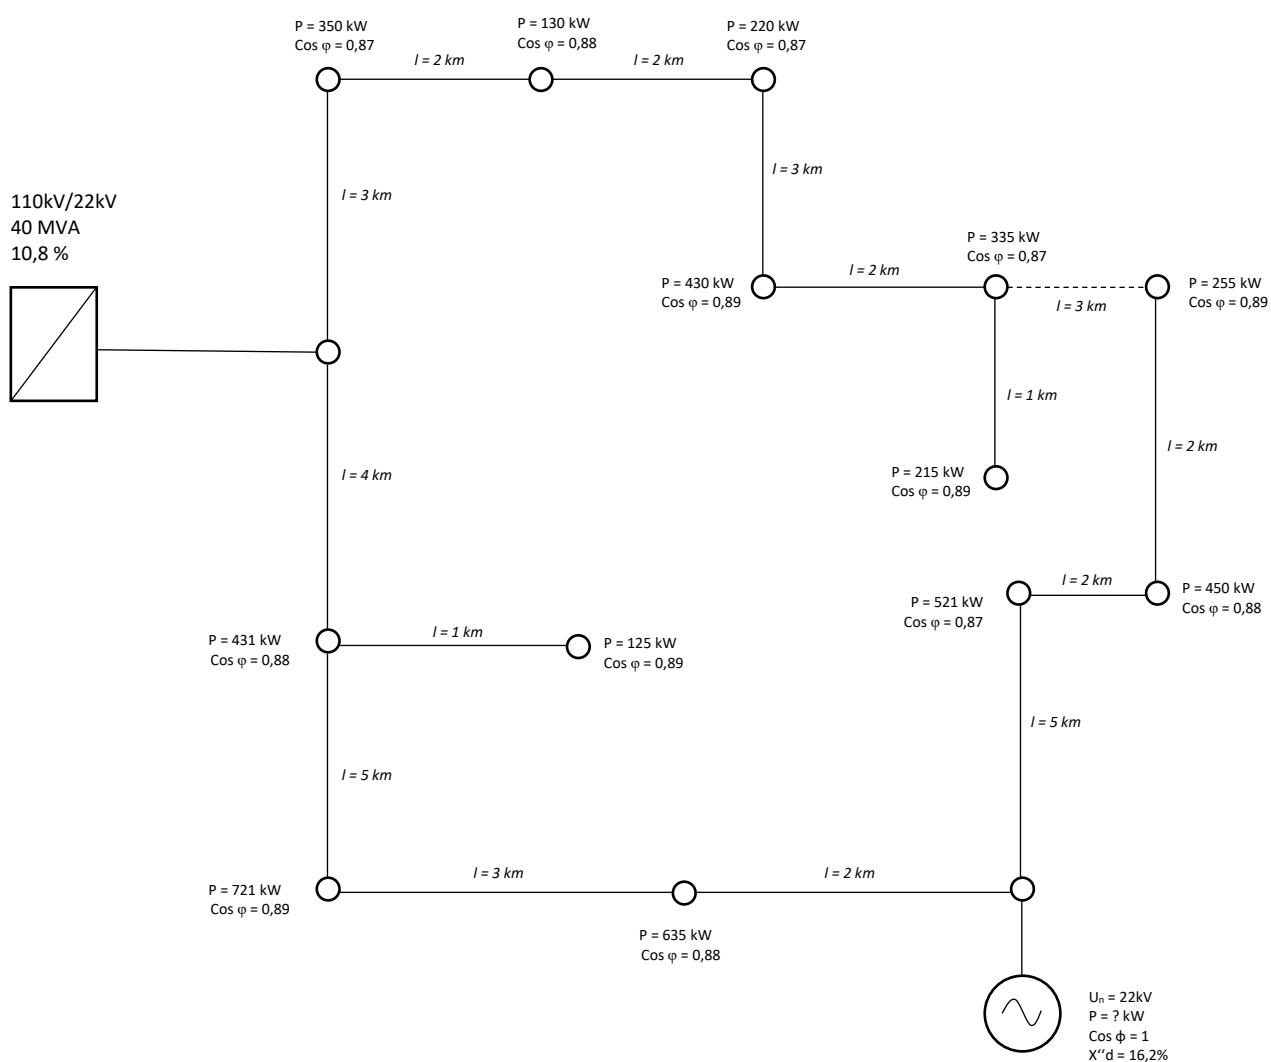 P = 350 kW
Cos φ = 0,87
l = 2 km
P = 130 kW
Cos φ = 0,88
l = 2 km
P = 220 kW
Cos φ = 0,87
l = 3 km
l = 3 km
110kV/22kV
40 MVA
10,8 %
P = 430 kW
Cos φ = 0,89
l = 2 km
P = 335 kW
Cos φ = 0,87
l = 3 km
P = 255 kW
Cos φ = 0,89
l = 1 km
l = 2 km
P = 215 kW
Cos φ = 0,89
l = 4 km
l = 2 km
P = 450 kW
Cos φ = 0,88
P = 521 kW
Cos φ = 0,87
P = 431 kW
Cos φ = 0,88
l = 1 km
P = 125 kW
Cos φ = 0,89
l = 5 km
l = 5 km
P = 721 kW
Cos φ = 0,89
l = 3 km
l = 2 km
P = 635 kW
Cos φ = 0,88
Uₙ = 22kV
P = ? kW
Cos ϕ = 1
X‘‘d = 16,2%